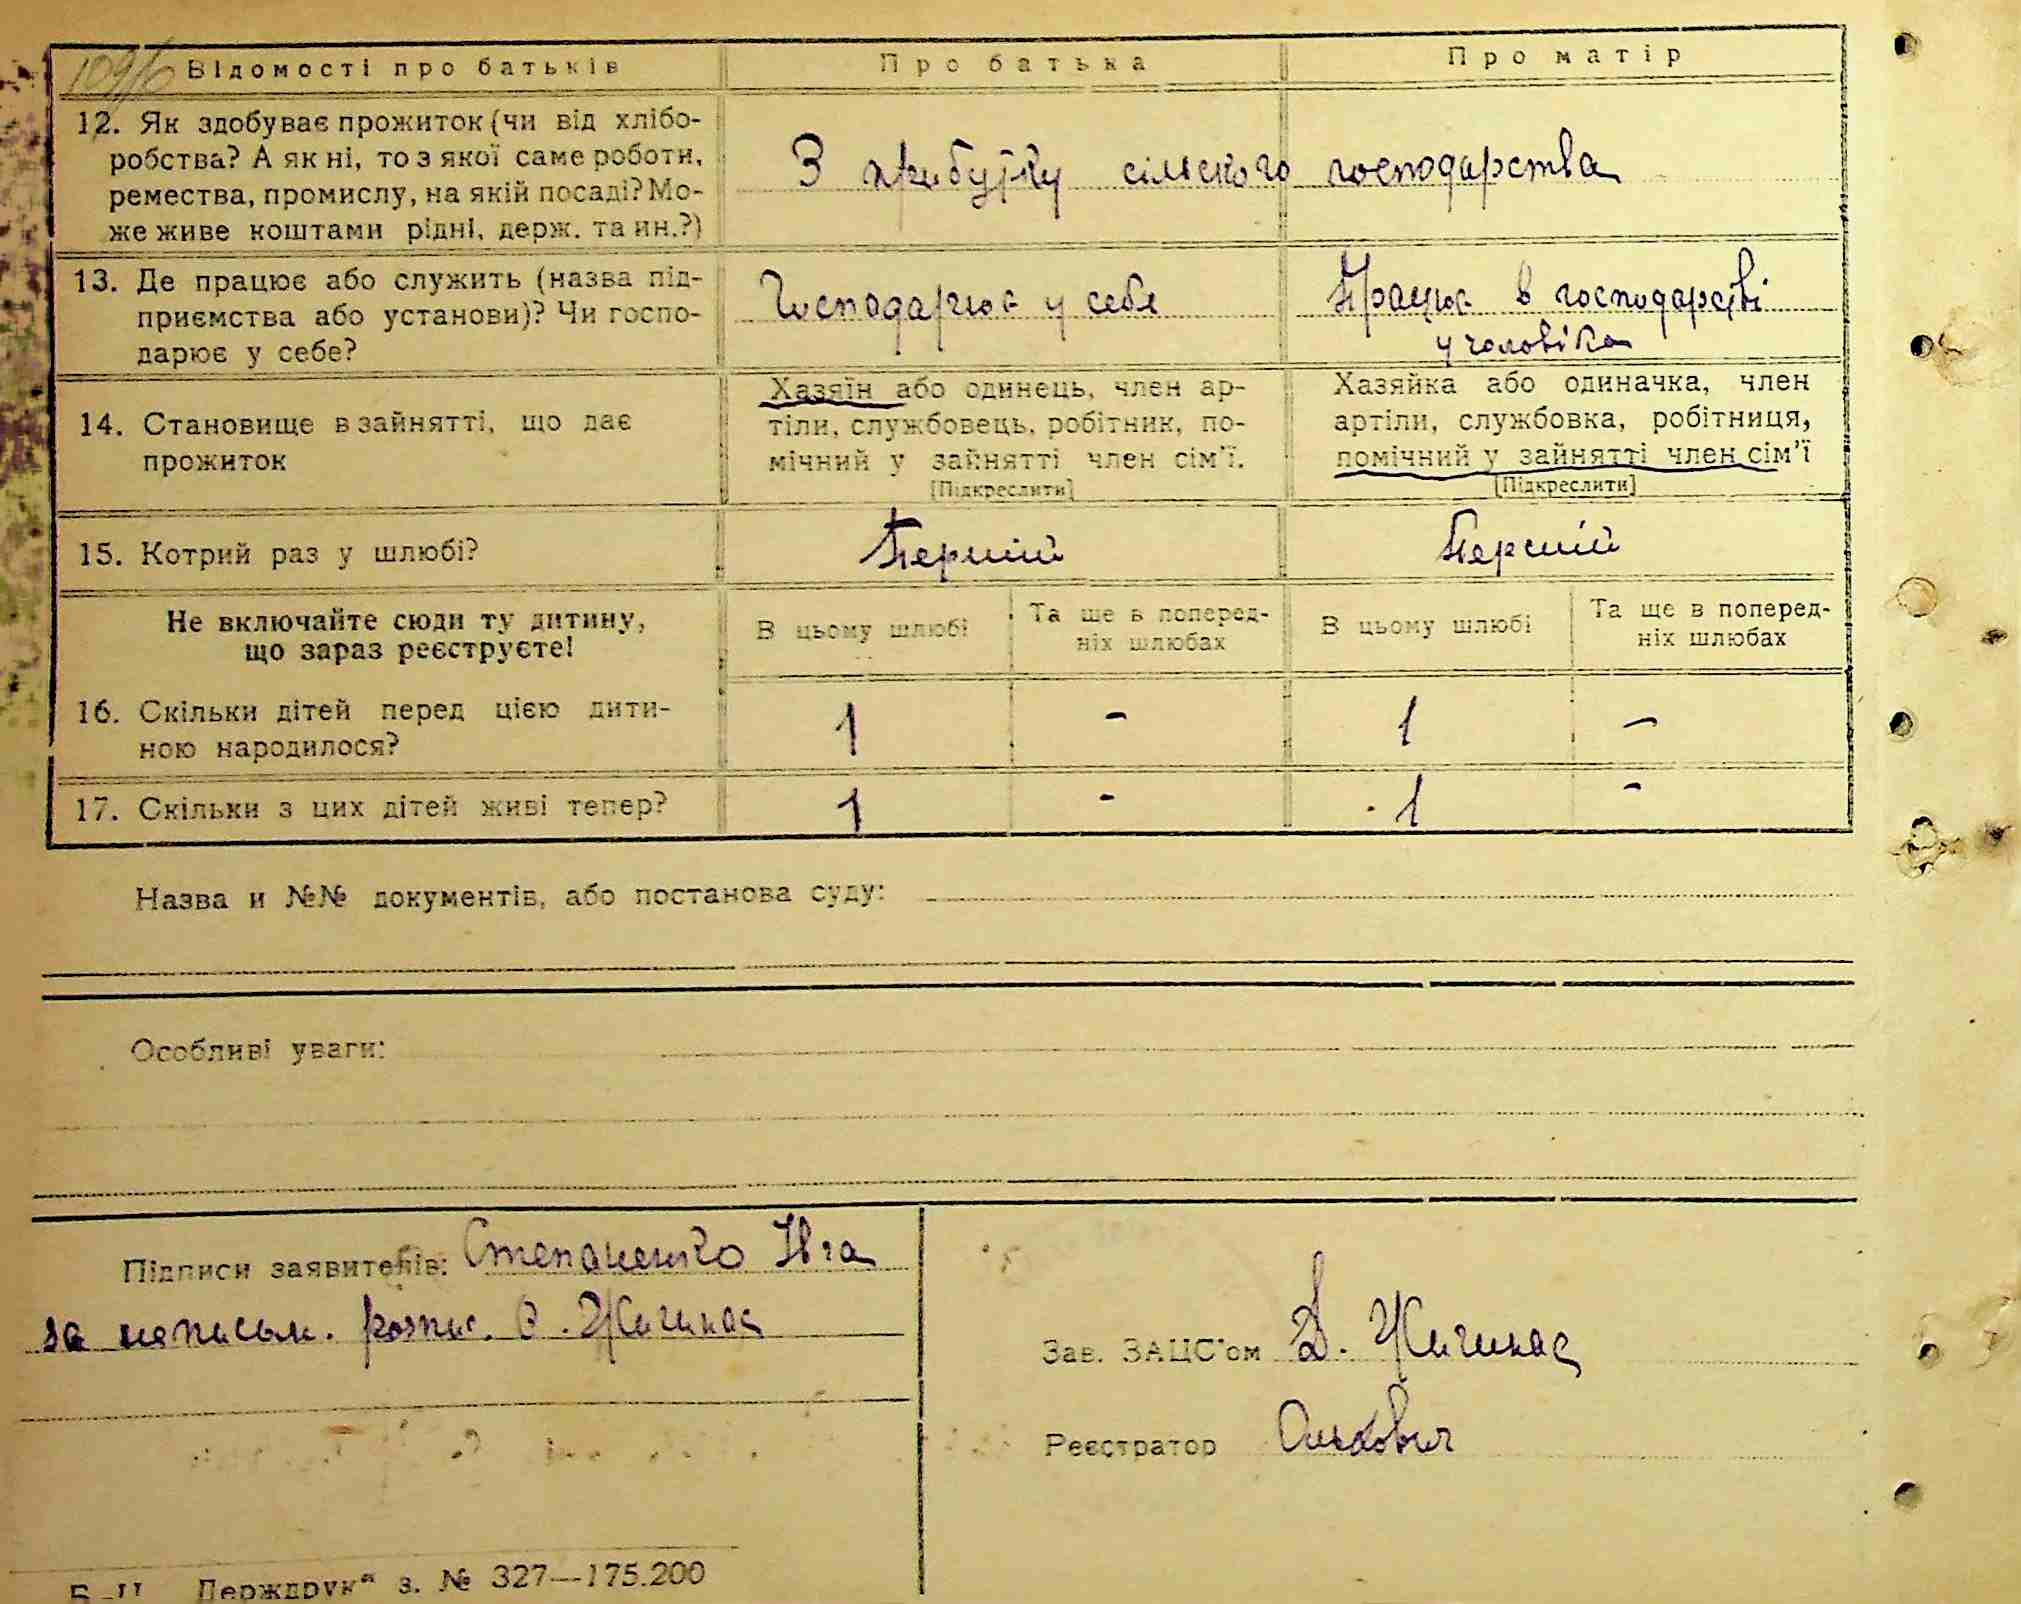 109/б Відомості про батьків Про батька Про матір
12. Як здобуває прожиток (чи від хлібо-
робства? А як ні, то з якої саме роботи,
ремества, промислу, на якій посаді? Мо-
же живе коштами рідні, держ. та ин.?)
З прибутку сільского господарства
13. Де працює або служить (назва під-
приємства або установи)? Чи госпо-
дарює у себе?
Господарює у себе
Працює в господарстві
у чоловіка
14. Становище в зайнятті, що дає
прожиток
Хазяїн або одинець, член ар-
тіли, службовець, робітник, по-
мічний у зайнятті член сім'ї.
[Підкреслити]
Хазяйка або одиначка, член
артіли, службовка, робітниця,
помічний у зайнятті член сім'ї
[Підкреслити]
15. Котрий раз у шлюбі? Перший Перший
Не включайте сюди ту дитину,
що зараз реєструєте!
В цьому шлюбі
Та ще в поперед-
ніх шлюбах
В цьому шлюбі
Та ще в поперед-
ніх шлюбах
16. Скільки дітей перед цією дити-
ною народилося?
1 - 1 -
17. Скільки з цих дітей живі тепер? 1 - 1 -
Назва и №№ документів, або постанова суду:
Особливі уваги:
Підписи заявителів: Степаненко Івга
за неписьм. розпис.
Зав. ЗАЦС'ом Д.
Реєстратор
Держдрук" з. № 327—175.200